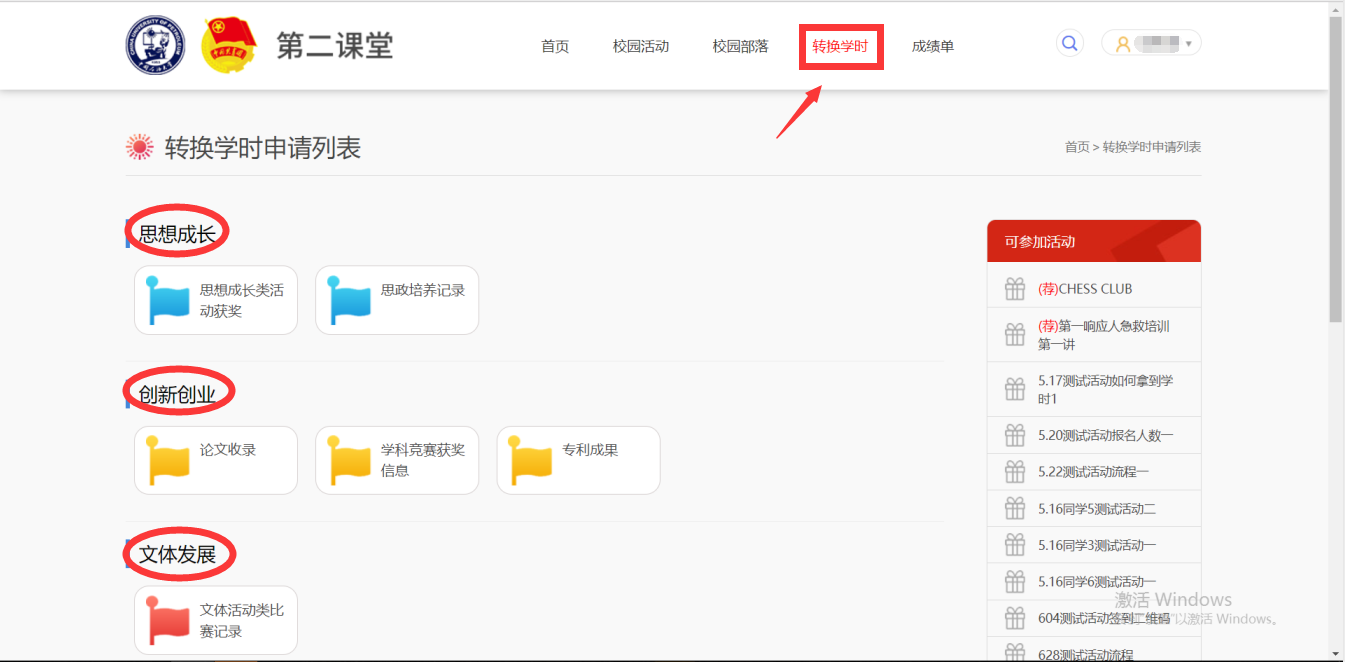 CHINA UNIVERSITY OF PETROLEUM
第二课堂
首页
校园活动
校园部落
转换学时
成绩单
转换学时申请列表
首页 > 转换学时申请列表
思想成长
思想成长类活
动获奖
思政培养记录
创新创业
论文收录
学科竞赛获奖
信息
专利成果
文体发展
文体活动类比
赛记录
可参加活动
(荐)CHESS CLUB
(荐)第一响应人急救培训
第一讲
5.17测试活动如何拿到学
时1
5.20测试活动报名人数一
5.22测试活动流程一
5.16同学5测试活动二
5.16同学3测试活动一
5.16同学6测试活动一
激活 Windows
604测试活动签到二维码
以激活 Windows。
628测试活动流程